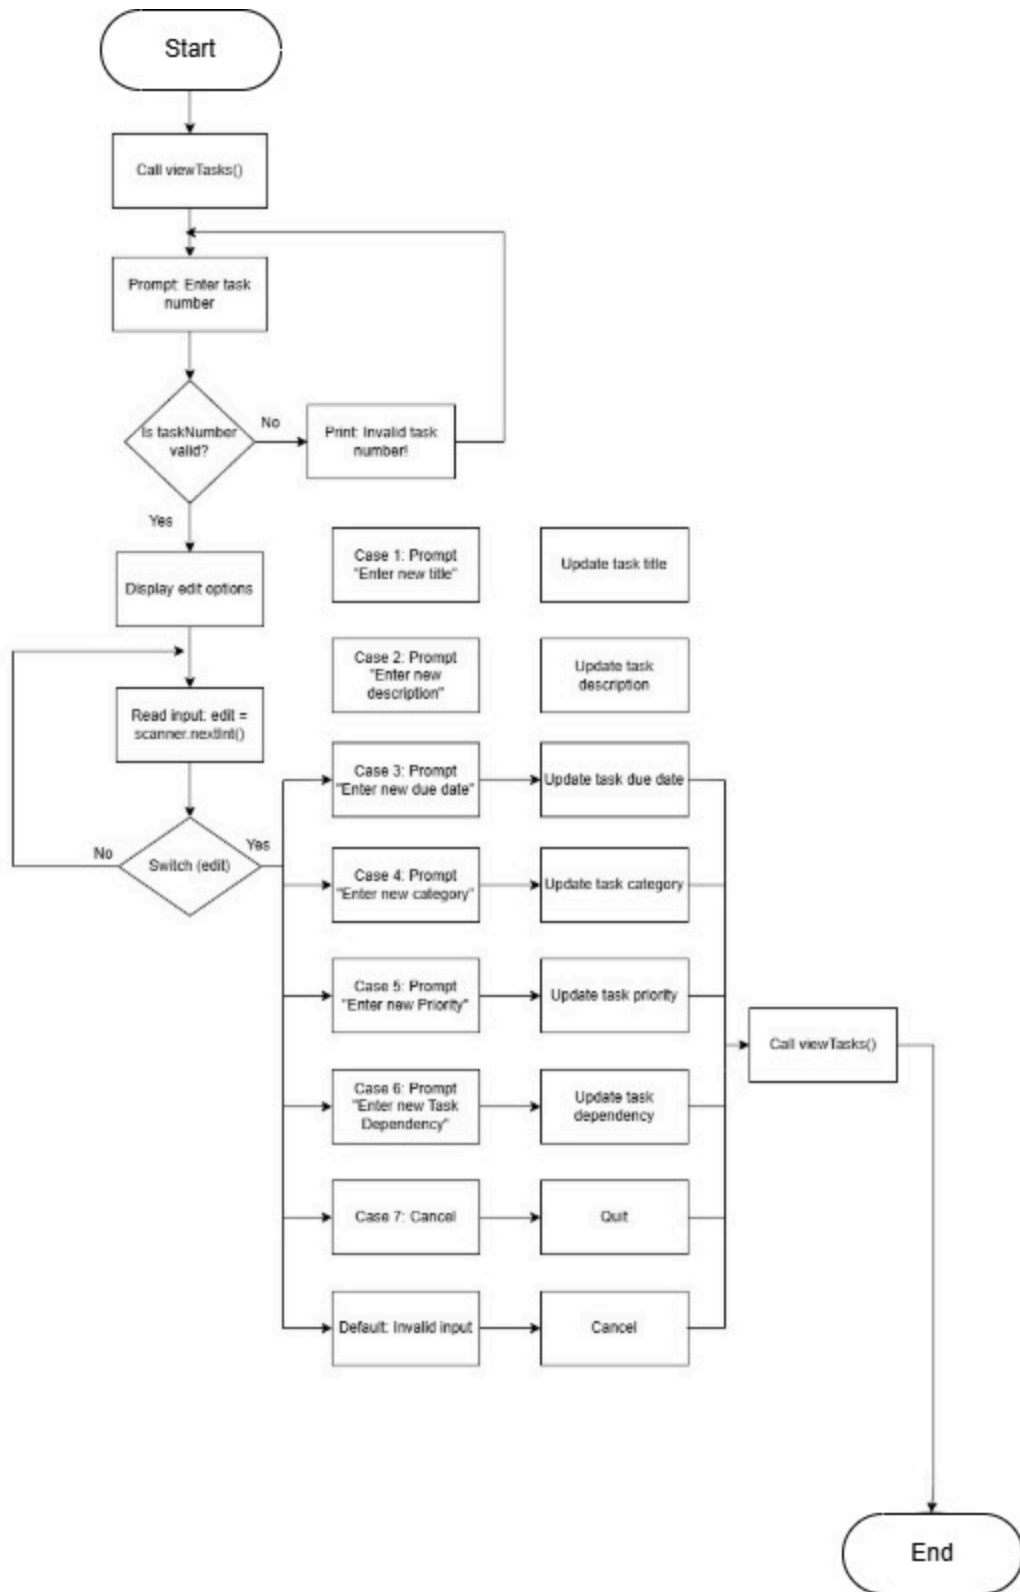 Start
Call viewTasks()
Prompt: Enter task
number
Is taskNumber
valid?
No
Print: Invalid task
number!
Yes
Display edit options
Read input: edit =
scanner.nextInt()
Switch (edit)
No
Yes
Case 1: Prompt
"Enter new title"
Update task title
Case 2: Prompt
"Enter new
description"
Update task
description
Case 3: Prompt
"Enter new due date"
Update task due date
Case 4: Prompt
"Enter new category"
Update task category
Case 5: Prompt
"Enter new Priority"
Update task priority
Case 6: Prompt
"Enter new Task
Dependency"
Update task
dependency
Case 7: Cancel
Quit
Default: Invalid input
Cancel
Call viewTasks()
End